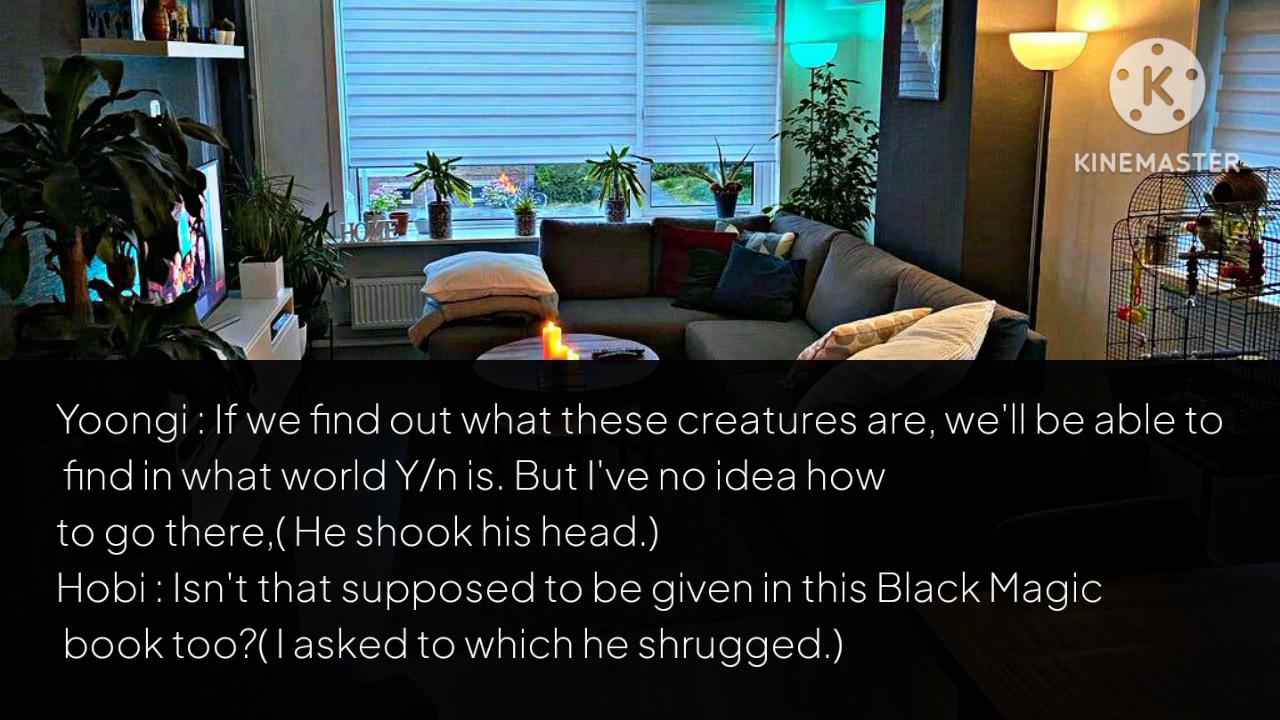 HOME
K
KINEMASTER
Yoongi : If we find out what these creatures are, we'll be able to
find in what world Y/n is. But I've no idea how
to go there,( He shook his head.)
Hobi : Isn't that supposed to be given in this Black Magic
book too?( I asked to which he shrugged.)